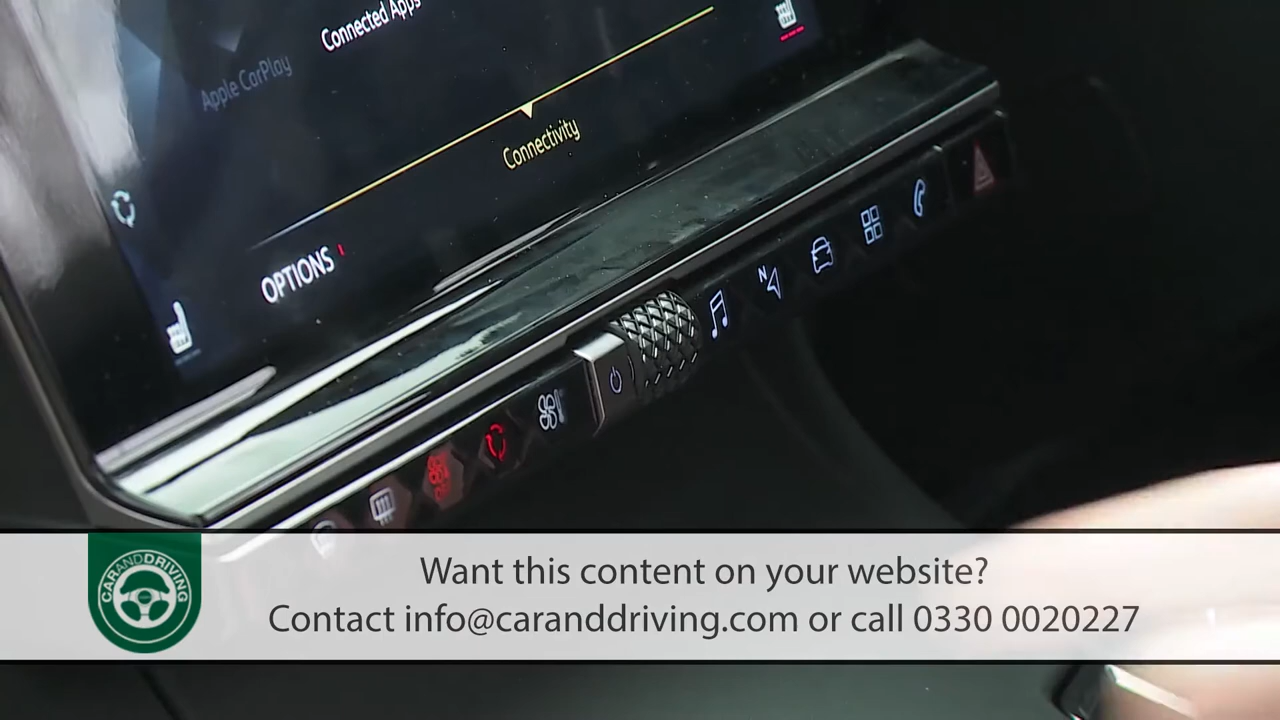 Connected Apps
Apple CarPlay
Connectivity
OPTIONS
N
CARANDDRIVING
Want this content on your website?
Contact info@caranddriving.com or call 0330 0020227